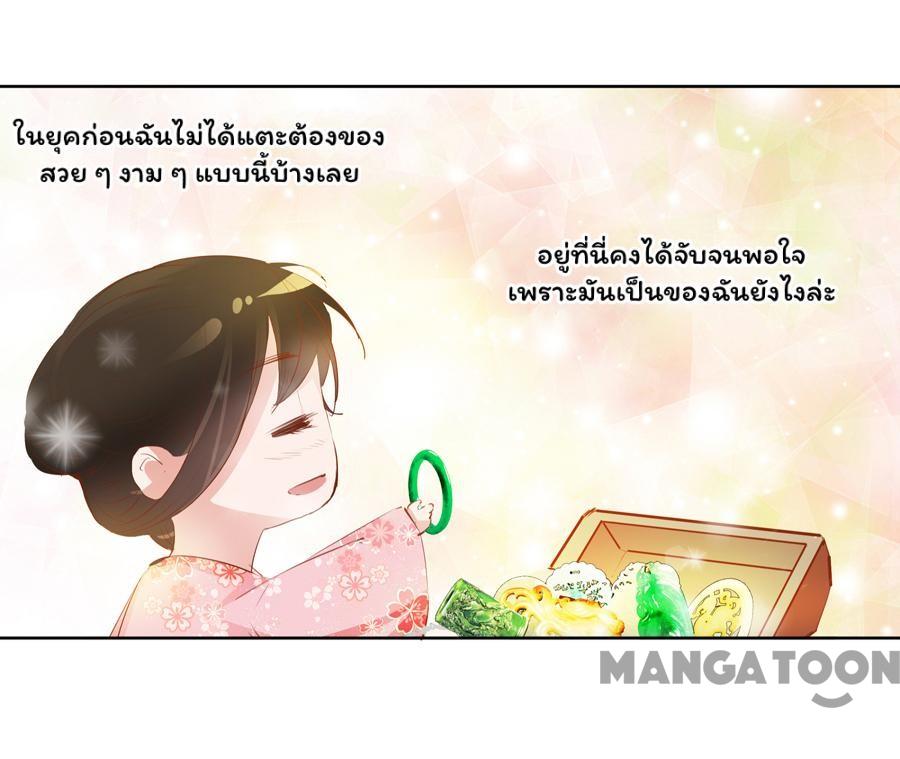 ในยุคก่อนฉันไม่ได้แตะต้องของ
สวย ๆ งาม ๆ แบบนี้บ้างเลย
อยู่ที่นี่คงได้จับจนพอใจ
เพราะมันเป็นของฉันยังไงล่ะ
MANGATOON